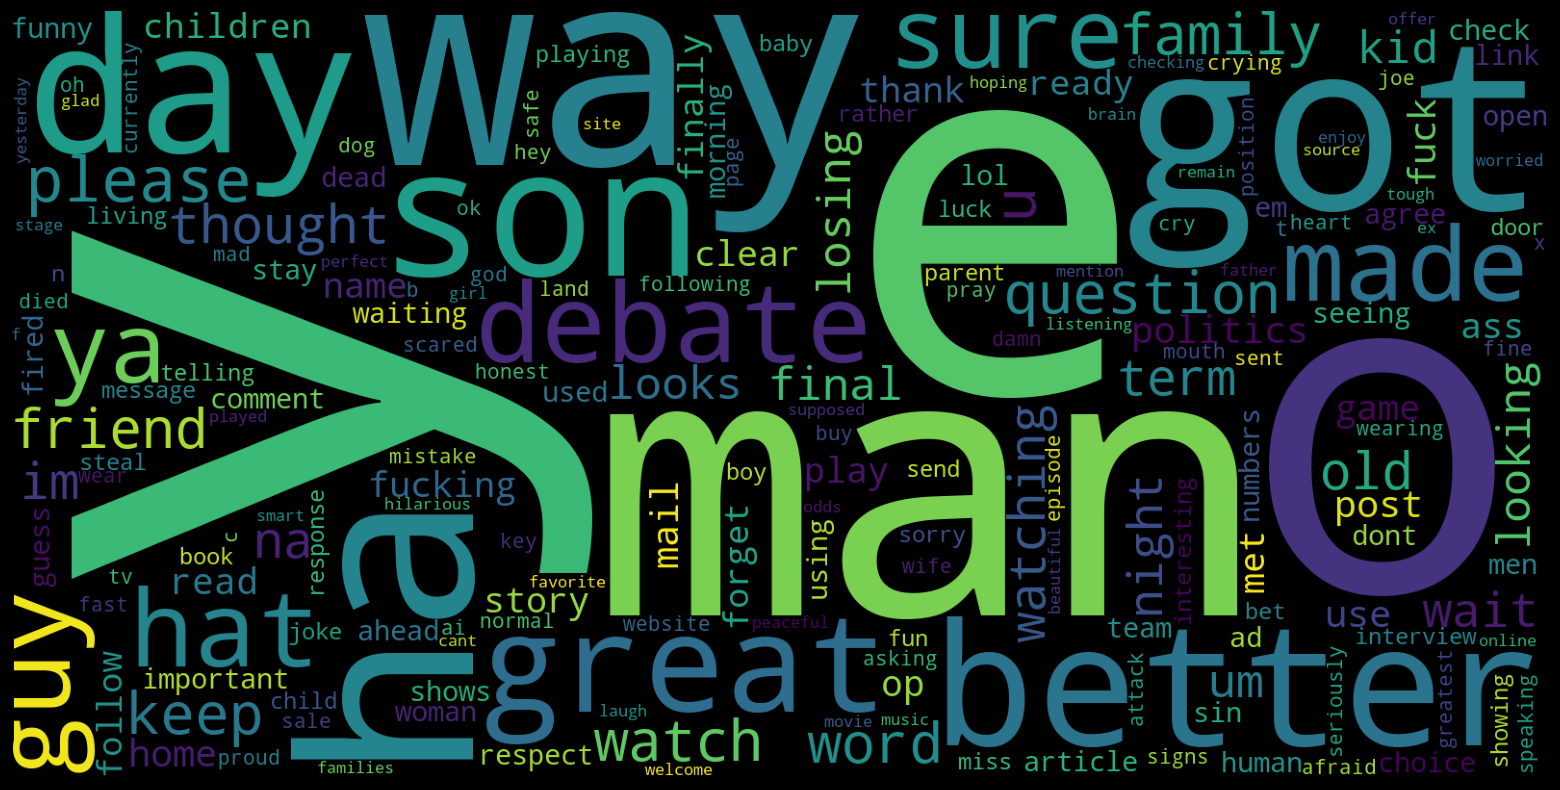 funny
children
day
way
playing
baby
finally
sure
family
offer
kid
check
link
oh
glad
currently
yesterday
site
safe
hey
morning
page
thank
ready
checking
crying
hoping
joe
got
fuck
open
dog
dead
please
son
ok
losing
rather
brain
e
lol
luck
u
position
remain
enjoy
source
worried
tough
living
thought
stage
mad
stay
perfect
god
girl
clear
cry
em
t
heart
agree
ex
door
x
n
name
b
land
following
parent
pray
mention
father
question
made
died
y
waiting
debate
listening
politics
seeing
ass
f
fired
ya
scared
honest
damn
mouth
sent
fine
telling
message
comment
used
looks
final
term
friend
played
supposed
buy
man
o
game
wearing
looking
im
wear
steal
mistake
fucking
hilarious
boy
mail
play
send
watching
episode
night
interesting
numbers
old
post
dont
guess
response
smart
c
na
ha
key
forget
using
odds
sorry
wife
beautiful
met
men
book
read
tv
fast
favorite
story
normal
website
peaceful
bet
use
wait
guy
hat
joke
ahead
ai
cant
great
fun
asking
better
team
ad
interview
online
follow
important
keep
child
sale
shows
woman
laugh
op
attack
um
sin
seriously
greatest
showing
speaking
home
proud
families
respect
watch
welcome
movie
music
word
miss
article
signs
human
afraid
choice